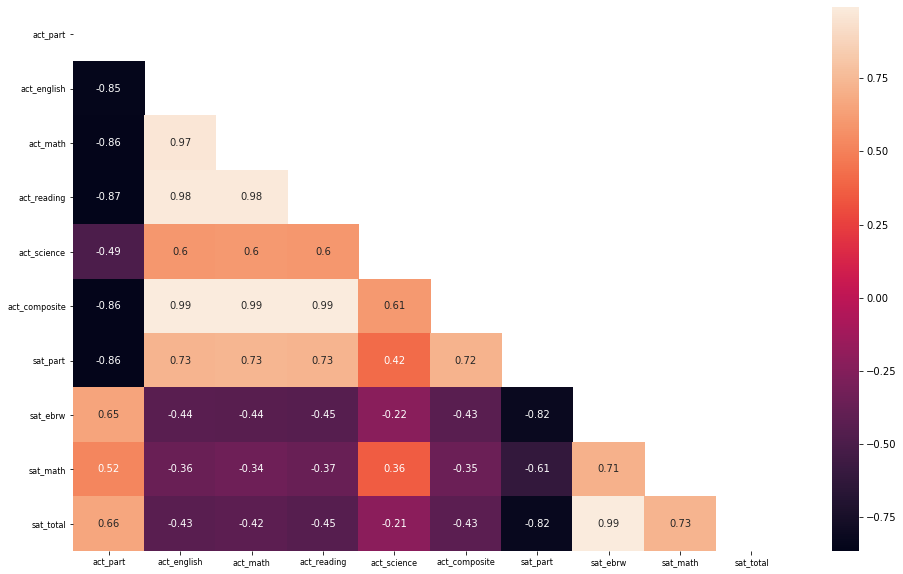 act_part
act_english -0.85
act_math -0.86 0.97
act_reading -0.87 0.98 0.98
act_science -0.49 0.6 0.6 0.6
act_composite -0.86 0.99 0.99 0.99 0.61
sat_part -0.86 0.73 0.73 0.73 0.42 0.72
sat_ebrw 0.65 -0.44 -0.44 -0.45 -0.22 -0.43 -0.82
sat_math 0.52 -0.36 -0.34 -0.37 0.36 -0.35 -0.61 0.71
sat_total 0.66 -0.43 -0.42 -0.45 -0.21 -0.43 -0.82 0.99 0.73
act_part act_english act_math act_reading act_science act_composite sat_part sat_ebrw sat_math sat_total
0.75
0.50
0.25
0.00
−0.25
−0.50
−0.75